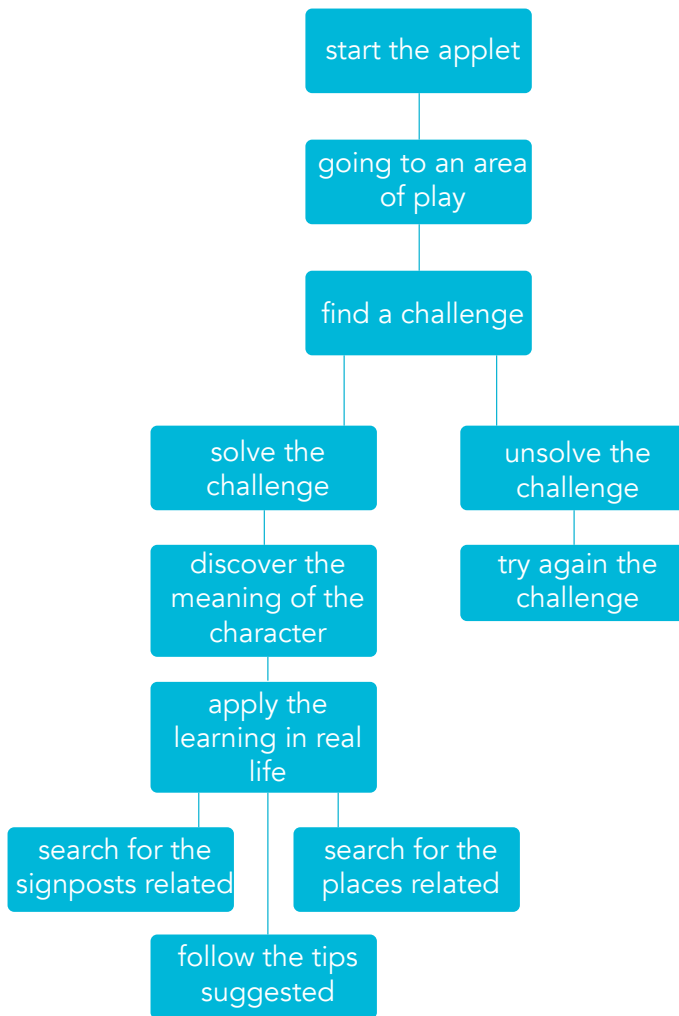 start the applet
going to an area
of play
find a challenge
solve the
challenge
unsolve the
challenge
discover the
meaning of the
character
try again the
challenge
apply the
learning in real
life
search for the
signposts related
search for the
places related
follow the tips
suggested